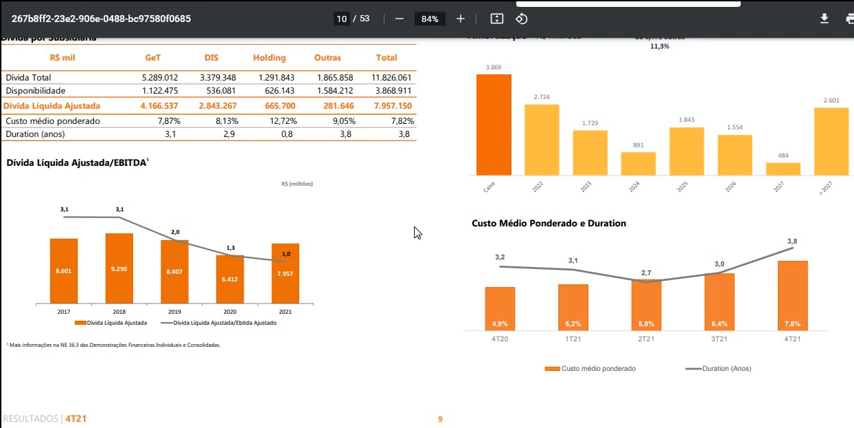 267b8ff2-23e2-906e-0488-bc97580f0685
10 / 53
84%
Dívida por Subsidiária
R$ mil GeT DIS Holding Outras Total
Dívida Total 5.289.012 3.379.348 1.291.843 1.865.858 11.826.061
Disponibilidade 1.122.475 536.081 626.143 1.584.212 3.868.911
Dívida Líquida Ajustada 4.166.537 2.843.267 665.700 281.646 7.957.150
Custo médio ponderado 7,87% 8,13% 12,72% 9,05% 7,82%
Duration (anos) 3,1 2,9 0,8 3,8 3,8
Dívida Líquida Ajustada/EBITDA¹
R$ (milhões)
3,1 3,1 2,0 1,3 1,0
8.601 9.290 8.407 6.412 7.957
2017 2018 2019 2020 2021
Dívida Líquida Ajustada Dívida Líquida Ajustada/Ebitda Ajustado
¹ Mais informações na NE 36.3 das Demonstrações Financeiras Individuais e Consolidadas.
RESULTADOS | 4T21
11,3%
3.869 2.724 1.729 891 1.843 1.554 484 2.601
Caixa 2022 2023 2024 2025 2026 2027 > 2027
Custo Médio Ponderado e Duration
3,2 3,1 2,7 3,0 3,8
4,9% 5,2% 5,8% 6,4% 7,8%
4T20 1T21 2T21 3T21 4T21
Custo médio ponderado Duration (Anos)
9